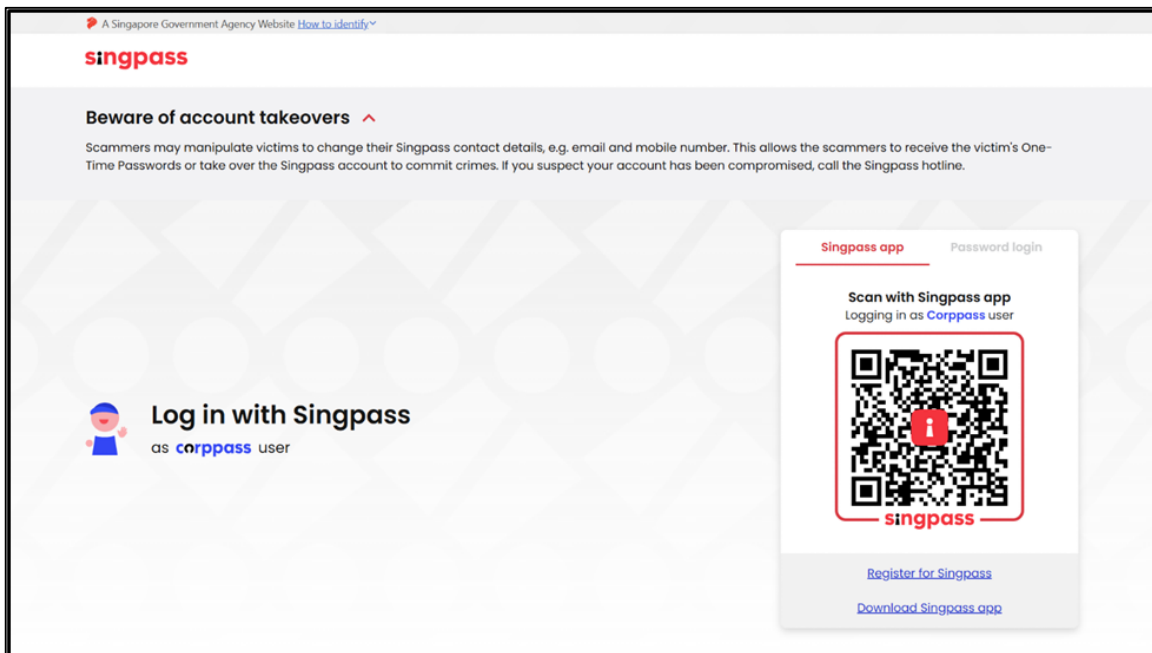 A Singapore Government Agency Website How to identify
singpass
Beware of account takeovers
Scammers may manipulate victims to change their Singpass contact details, e.g. email and mobile number. This allows the scammers to receive the victim's One-
Time Passwords or take over the Singpass account to commit crimes. If you suspect your account has been compromised, call the Singpass hotline.
Singpass app Password login
Scan with Singpass app
Logging in as Corppass user
singpass
Log in with Singpass
as corppass user
Register for Singpass
Download Singpass app